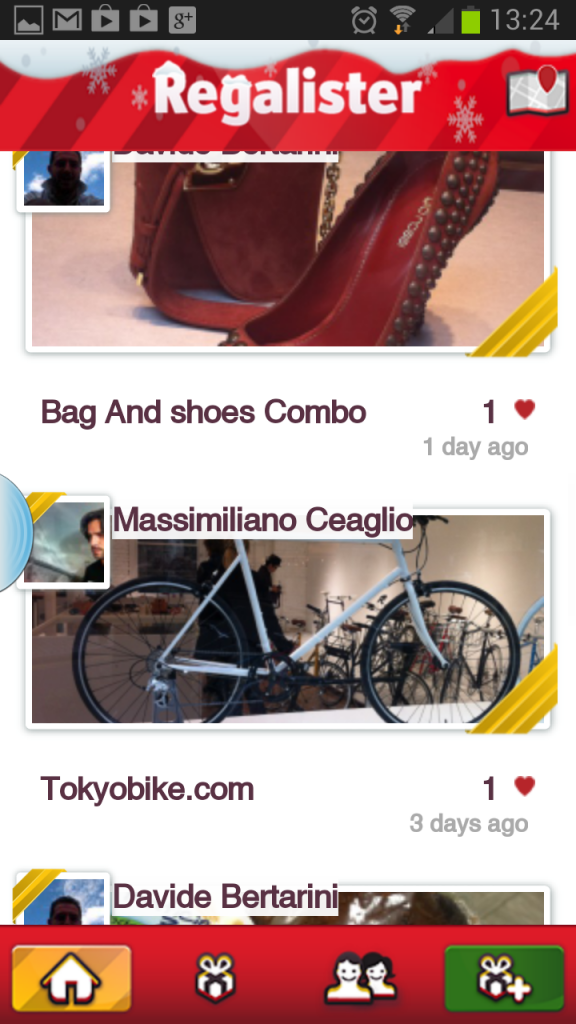 13:24
Regalister
Davide Bertarini
Bag And shoes Combo 1
1 day ago
Massimiliano Ceaglio
Tokyobike.com 1
3 days ago
Davide Bertarini